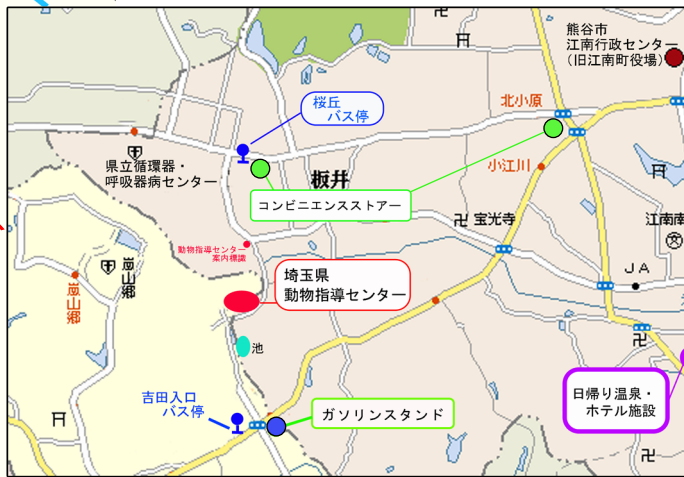 熊谷市
江南行政センター
(旧江南町役場)
北小原
桜丘
バス停
県立循環器・
呼吸器病センター
板井
小江川
コンビニエンスストアー
宝光寺
江南南
動物指導センター
案内標識
埼玉県
動物指導センター
JA
嵐山郷
嵐山郷
池
日帰り温泉・
ホテル施設
吉田入口
バス停
ガソリンスタンド